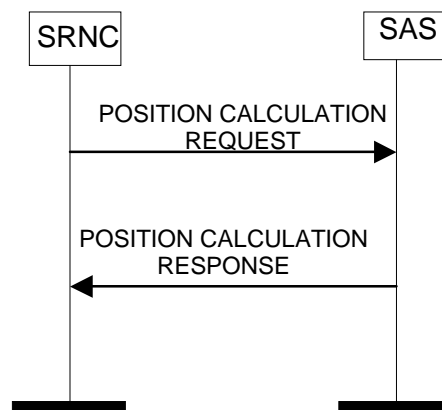 SRNC
SAS
POSITION CALCULATION
REQUEST
POSITION CALCULATION
RESPONSE